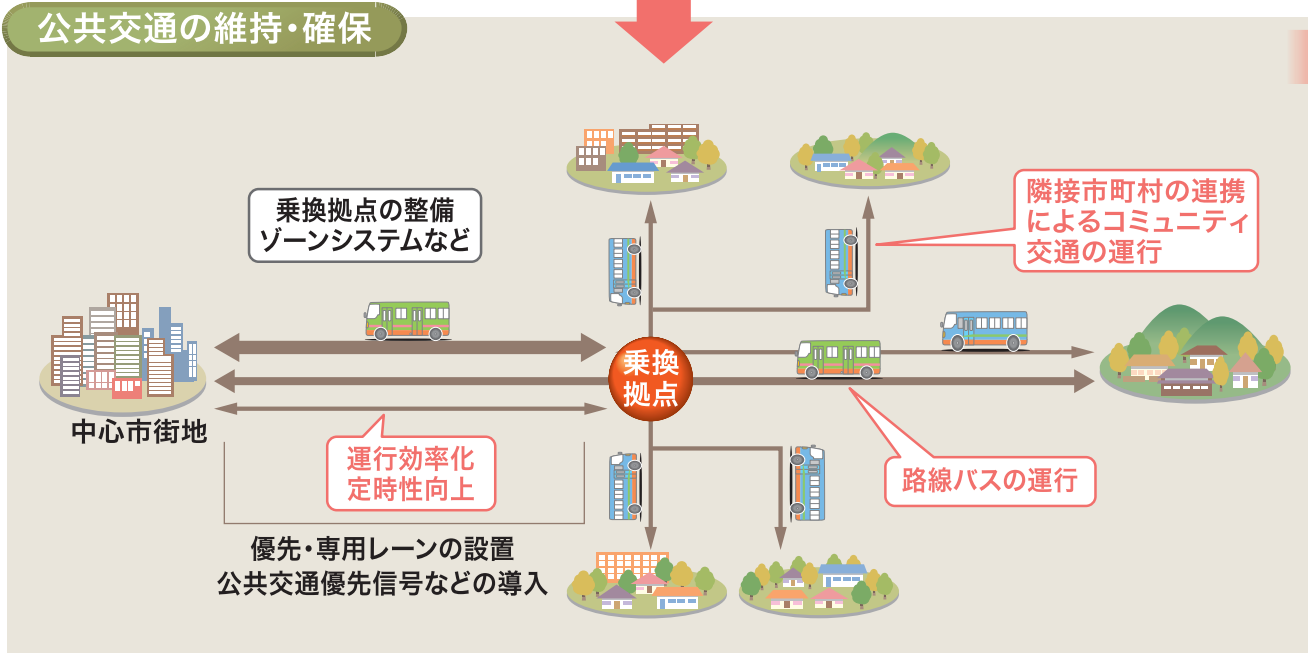 公共交通の維持・確保
乗換拠点の整備
ゾーンシステムなど
隣接市町村の連携
によるコミュニティ
交通の運行
乗換
拠点
中心市街地
運行効率化
定時性向上
路線バスの運行
優先・専用レーンの設置
公共交通優先信号などの導入